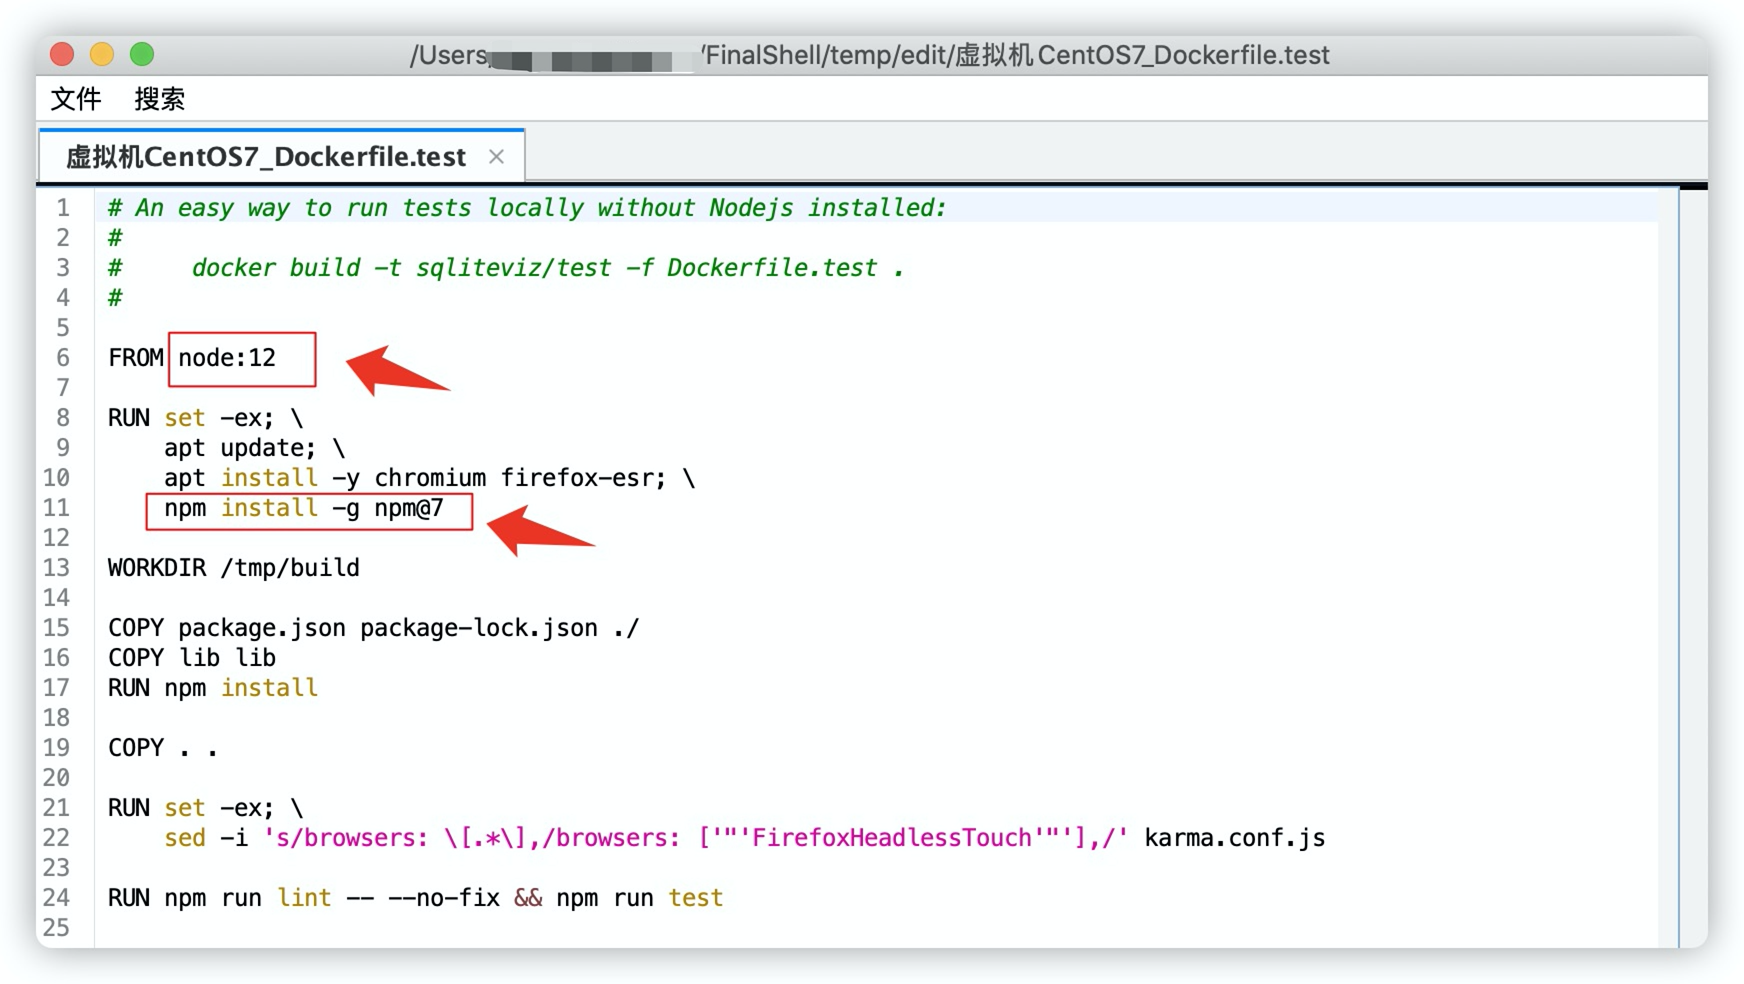 /Users/ /FinalShell/temp/edit/虚拟机CentOS7_Dockerfile.test
文件 搜索
虚拟机CentOS7_Dockerfile.test ×
1 # An easy way to run tests locally without Nodejs installed:
2 #
3 #     docker build -t sqliteviz/test -f Dockerfile.test .
4 #
5
6 FROM node:12
7
8 RUN set -ex; \
9     apt update; \
10     apt install -y chromium firefox-esr; \
11     npm install -g npm@7
12
13 WORKDIR /tmp/build
14
15 COPY package.json package-lock.json ./
16 COPY lib lib
17 RUN npm install
18
19 COPY . .
20
21 RUN set -ex; \
22     sed -i 's/browsers: \[.*\],/browsers: ['"'FirefoxHeadlessTouch'"'],/' karma.conf.js
23
24 RUN npm run lint -- --no-fix && npm run test
25